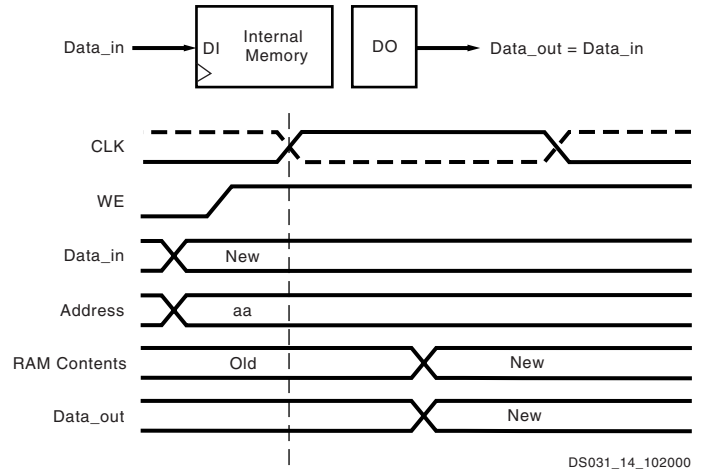 Data_in
DI
Internal
Memory
DO
Data_out = Data_in
CLK
WE
Data_in
New
Address
aa
RAM Contents
Old
New
Data_out
New
DS031_14_102000